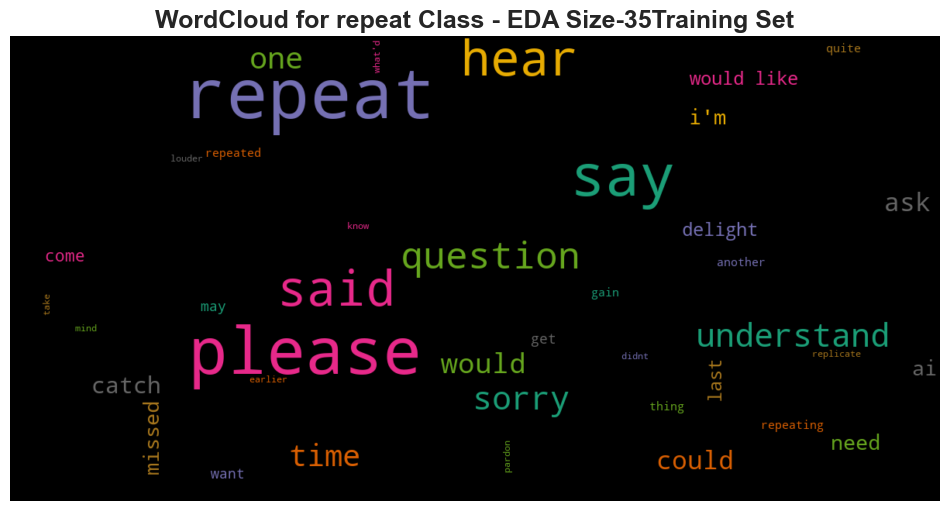 WordCloud for repeat Class - EDA Size-35Training Set
one
what'd
hear
quite
repeat
would like
i'm
louder
repeated
say
ask
know
delight
come
question
another
take
said
gain
may
mind
please
get
understand
didnt
replicate
would
last
ai
catch
earlier
sorry
thing
missed
time
pardon
could
repeating
need
want